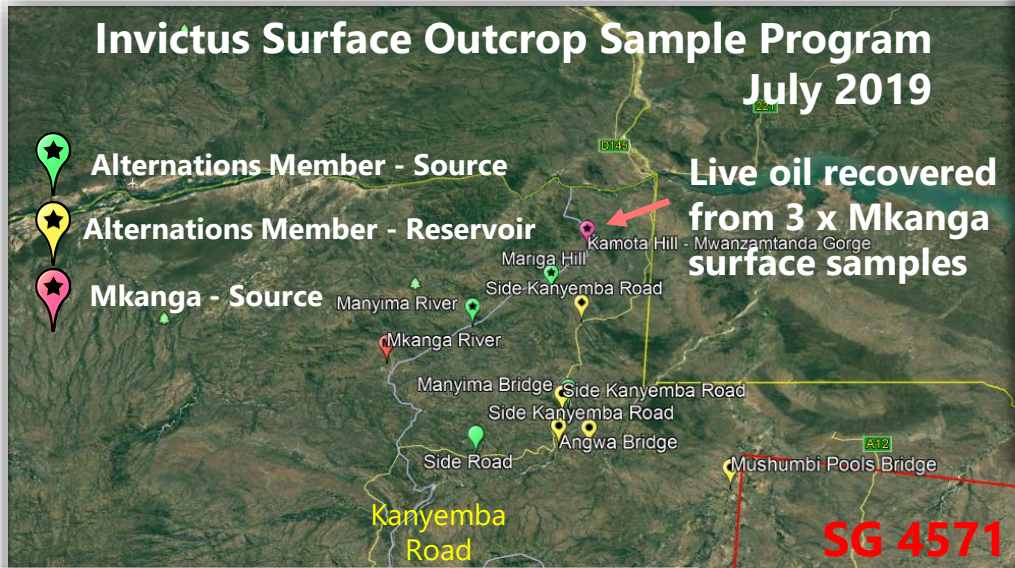 Invictus Surface Outcrop Sample Program
July 2019
221
D145
Alternations Member - Source
Live oil recovered
from 3 x Mkanga
surface samples
Alternations Member - Reservoir
Kamota Hill - Mwanzamtanda Gorge
Mariga Hill
Side Kanyemba Road
Mkanga - Source
Manyima River
Mkanga River
Manyima Bridge
Side Kanyemba Road
Side Kanyemba Road
Angwa Bridge
A12
Side Road
Mushumbi Pools Bridge
Kanyemba
Road
SG 4571